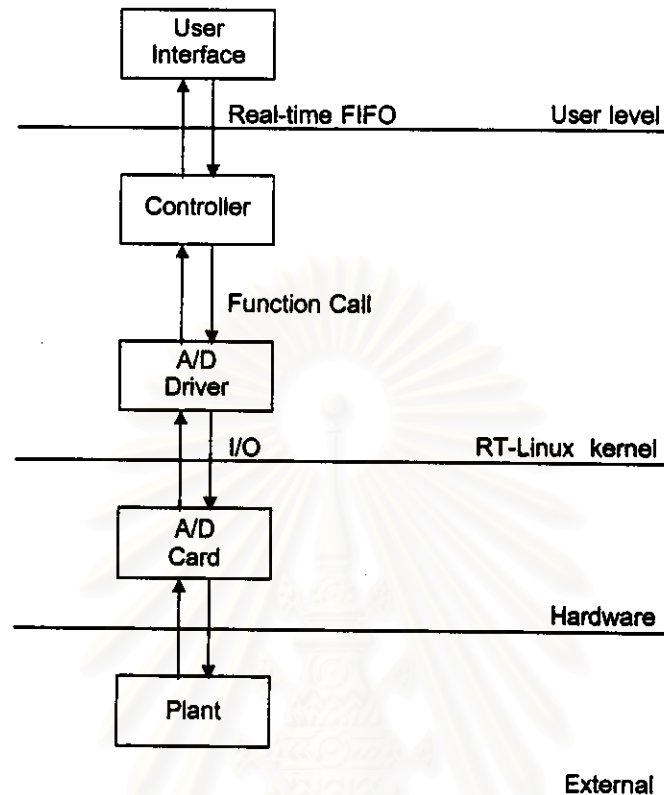 User
Interface
Real-time FIFO
User level
Controller
Function Call
A/D
Driver
I/O
RT-Linux kernel
A/D
Card
Hardware
Plant
External